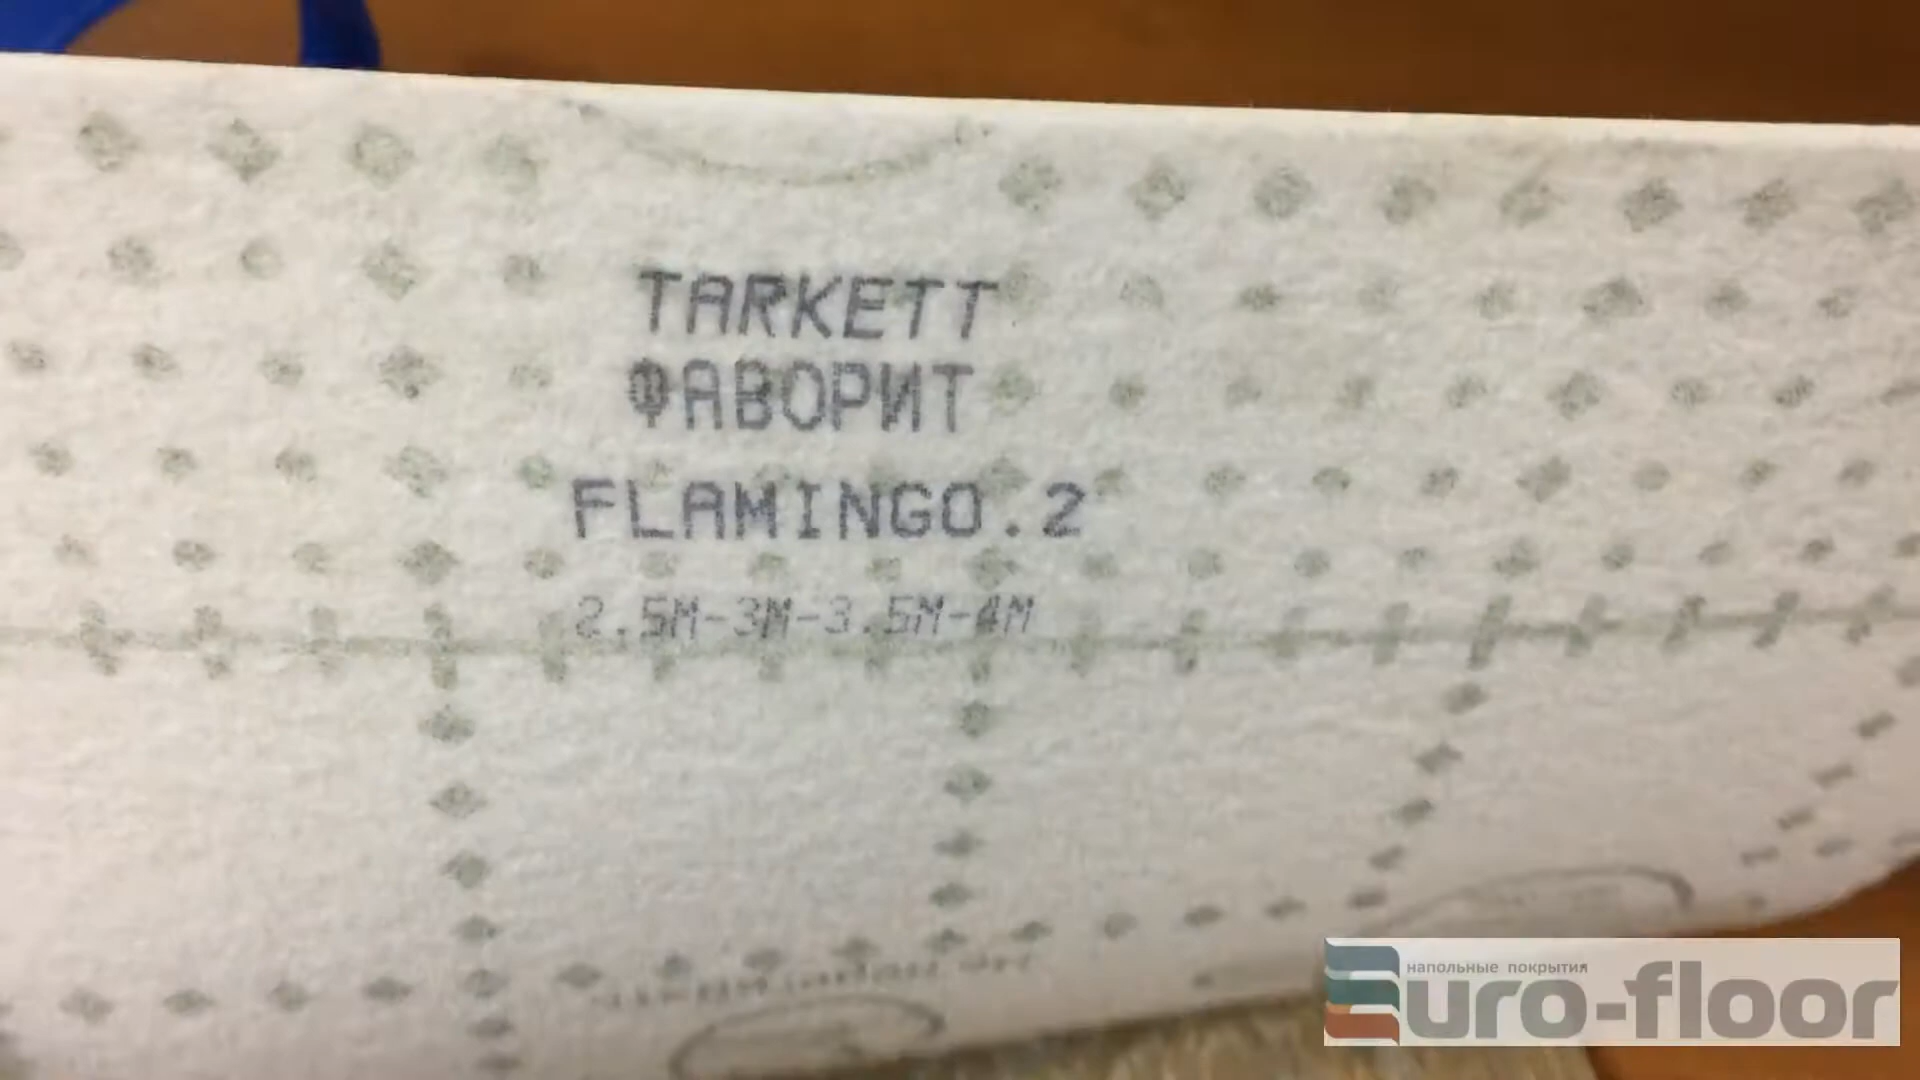 TARKETT
ФАВОРИТ
FLAMINGO.2
2.5M-3M-3.5M-4M
напольные покрытия
Euro-floor